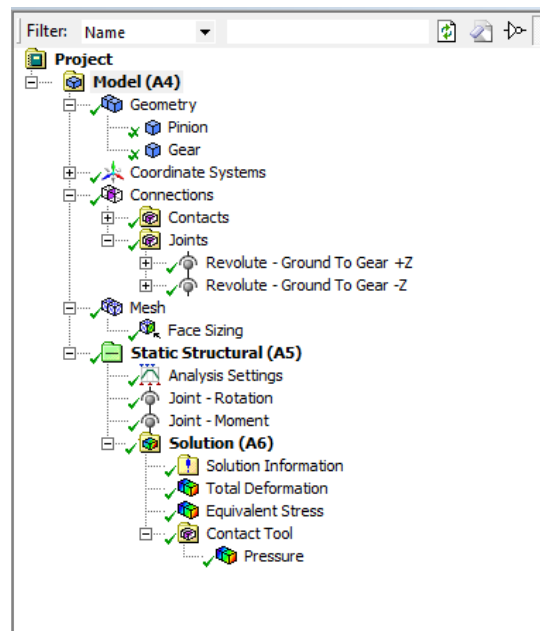 Filter: Name
Project
Model (A4)
Geometry
Pinion
Gear
Coordinate Systems
Connections
Contacts
Joints
Revolute - Ground To Gear +Z
Revolute - Ground To Gear -Z
Mesh
Face Sizing
Static Structural (A5)
Analysis Settings
Joint - Rotation
Joint - Moment
Solution (A6)
Solution Information
Total Deformation
Equivalent Stress
Contact Tool
Pressure